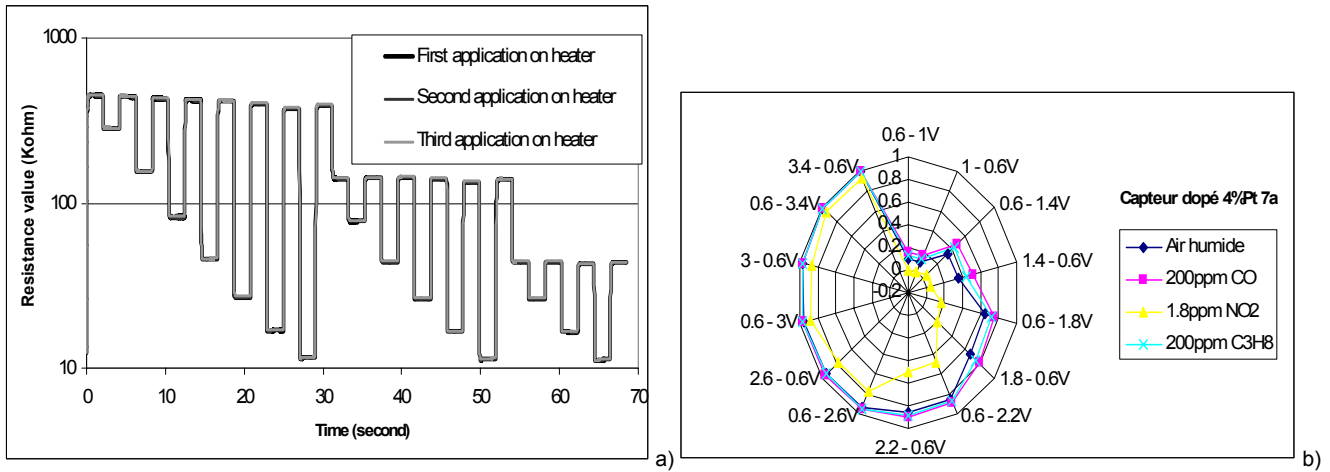 1000
100
10
Resistance value (Kohm)
First application on heater
Second application on heater
Third application on heater
0 10 20 30 40 50 60 70
Time (second)
a)
0.6 - 1V
1 - 0.6V
0.6 - 1.4V
1.4 - 0.6V
0.6 - 1.8V
1.8 - 0.6V
0.6 - 2.2V
2.2 - 0.6V
0.6 - 2.6V
2.6 - 0.6V
0.6 - 3V
3 - 0.6V
0.6 - 3.4V
3.4 - 0.6V
1
0.8
0.6
0.4
0.2
0
-0.2
Capteur dopé 4%Pt 7a
Air humide
200ppm CO
1.8ppm NO2
200ppm C3H8
b)